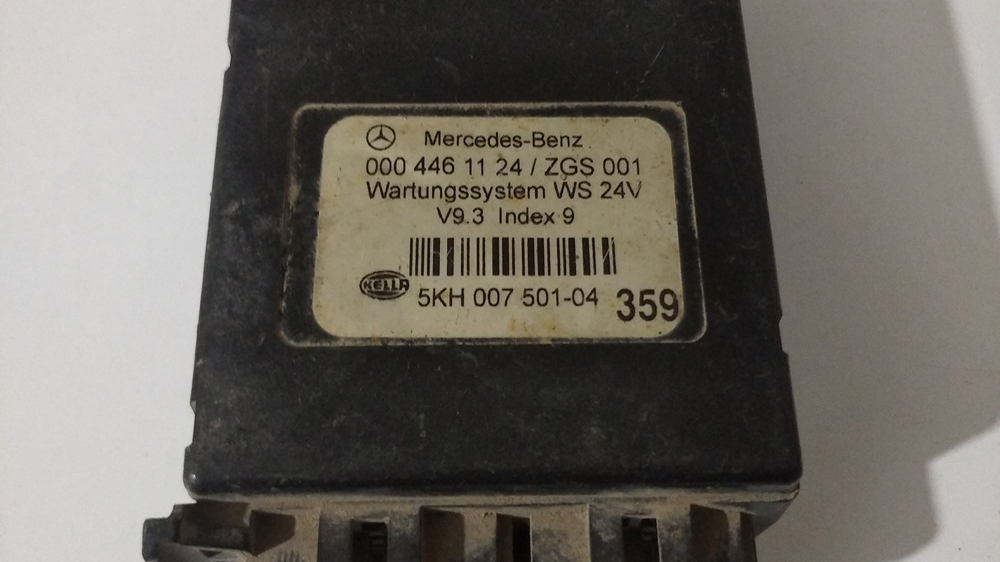 Mercedes-Benz
000 446 11 24 / ZGS 001
Wartungssystem WS 24V
V9.3 Index 9
HELLA
5KH 007 501-04
359